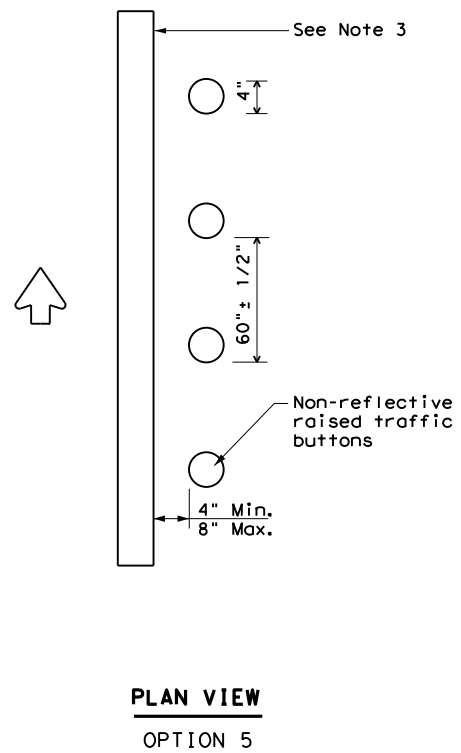 See Note 3
4"
60"± 1/2"
Non-reflective
raised traffic
buttons
4" Min.
8" Max.
PLAN VIEW
OPTION 5